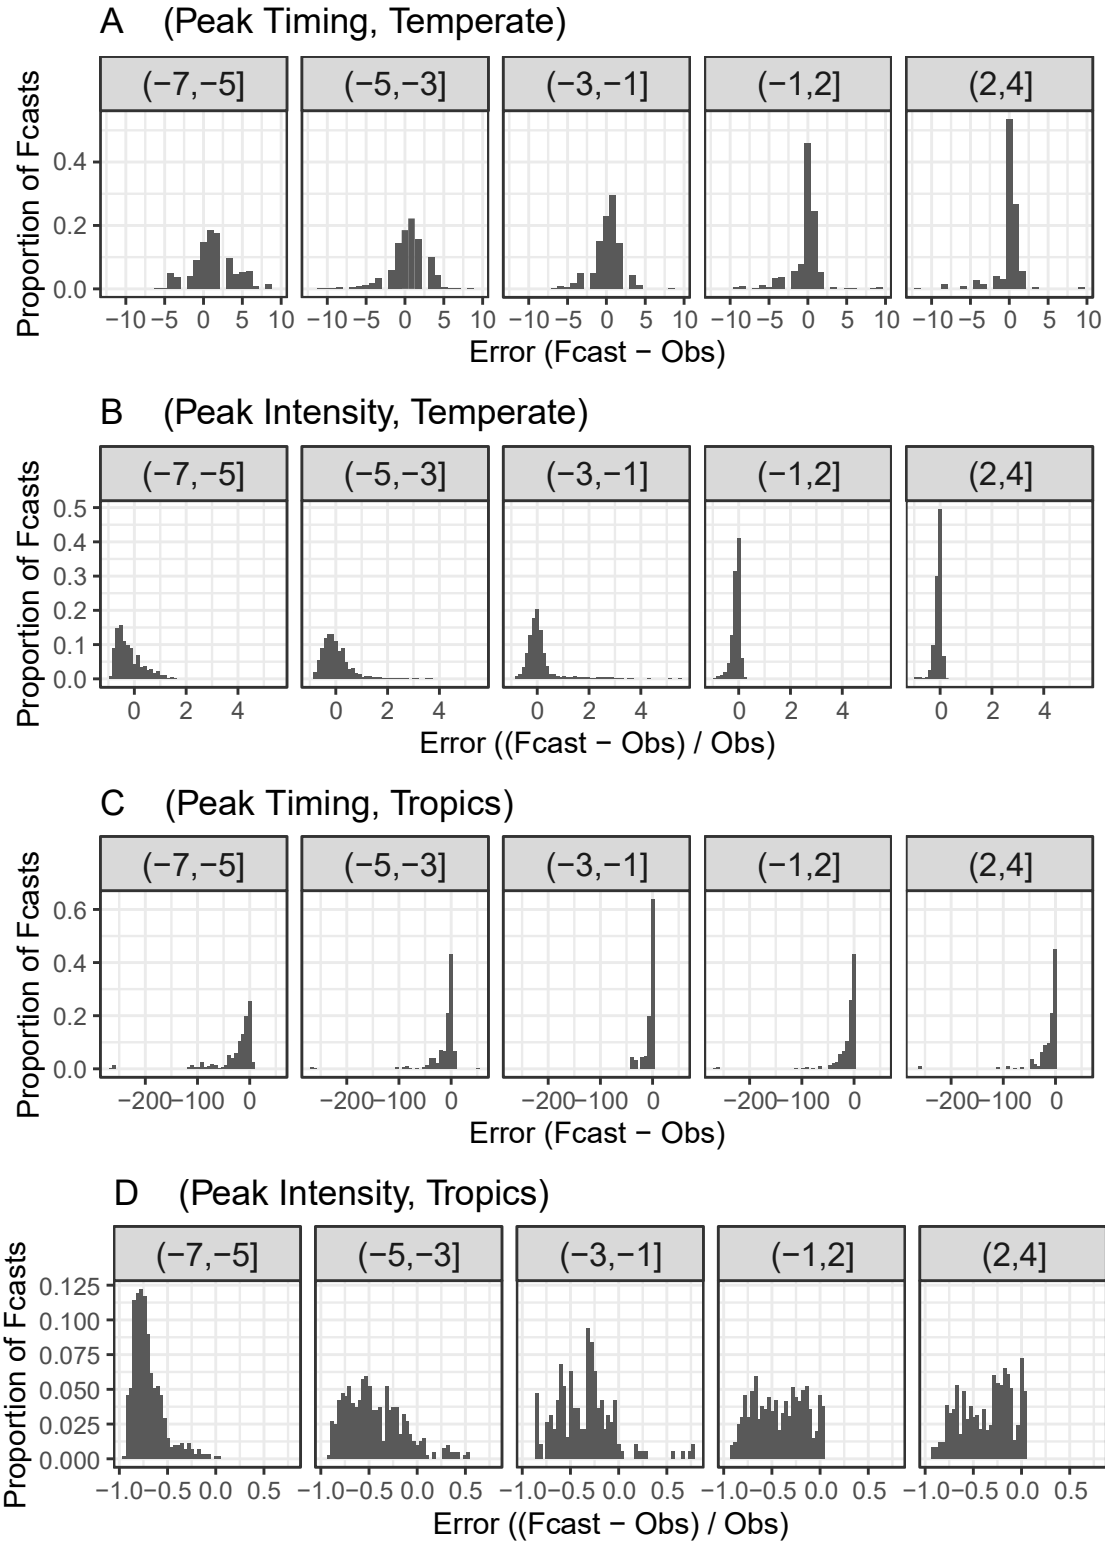 A (Peak Timing, Temperate)
(−7,−5] (−5,−3] (−3,−1] (−1,2] (2,4]
Proportion of Fcasts
0.4
0.2
0.0
−10 −5 0 5 10 −10 −5 0 5 10 −10 −5 0 5 10 −10 −5 0 5 10 −10 −5 0 5 10
Error (Fcast − Obs)
B (Peak Intensity, Temperate)
(−7,−5] (−5,−3] (−3,−1] (−1,2] (2,4]
Proportion of Fcasts
0.5
0.4
0.3
0.2
0.1
0.0
0 2 4 0 2 4 0 2 4 0 2 4 0 2 4
Error ((Fcast − Obs) / Obs)
C (Peak Timing, Tropics)
(−7,−5] (−5,−3] (−3,−1] (−1,2] (2,4]
Proportion of Fcasts
0.6
0.4
0.2
0.0
−200 −100 0 −200 −100 0 −200 −100 0 −200 −100 0 −200 −100 0
Error (Fcast − Obs)
D (Peak Intensity, Tropics)
(−7,−5] (−5,−3] (−3,−1] (−1,2] (2,4]
Proportion of Fcasts
0.125
0.100
0.075
0.050
0.025
0.000
−1.0 −0.5 0.0 0.5 −1.0 −0.5 0.0 0.5 −1.0 −0.5 0.0 0.5 −1.0 −0.5 0.0 0.5 −1.0 −0.5 0.0 0.5
Error ((Fcast − Obs) / Obs)